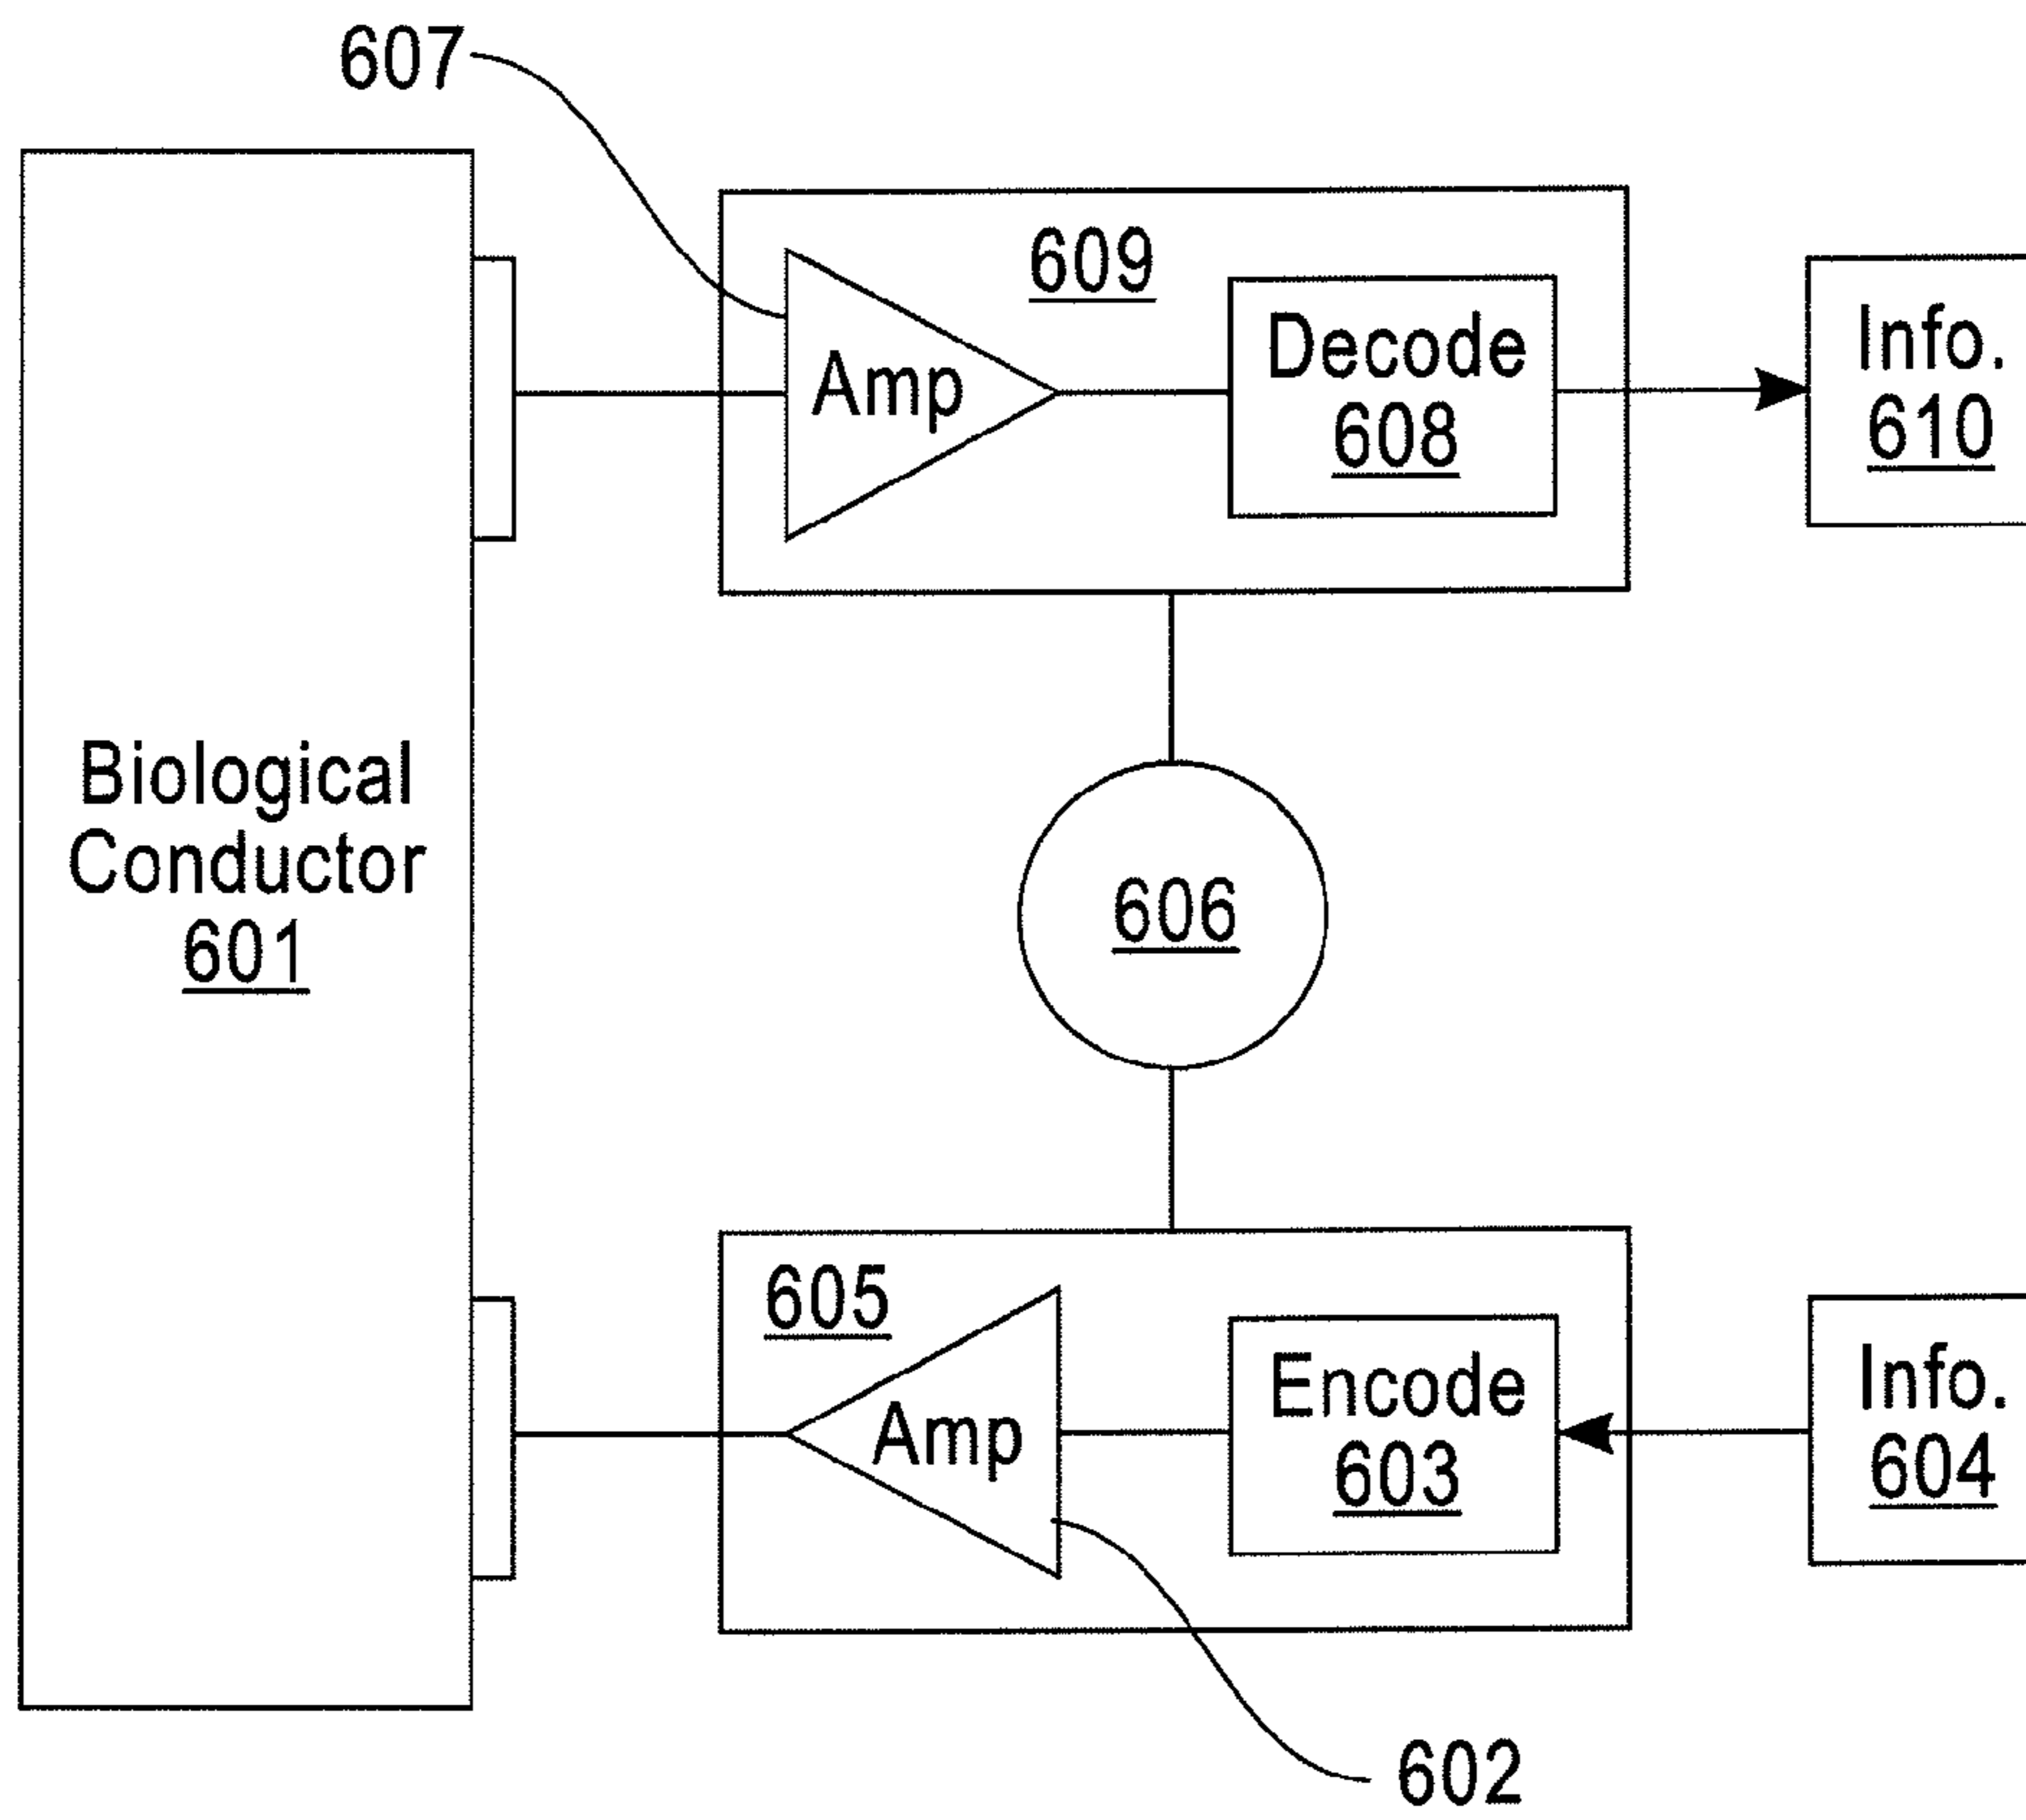 607
609
Amp
Decode
608
Info.
610
Biological
Conductor
601
606
605
Amp
Encode
603
Info.
604
602